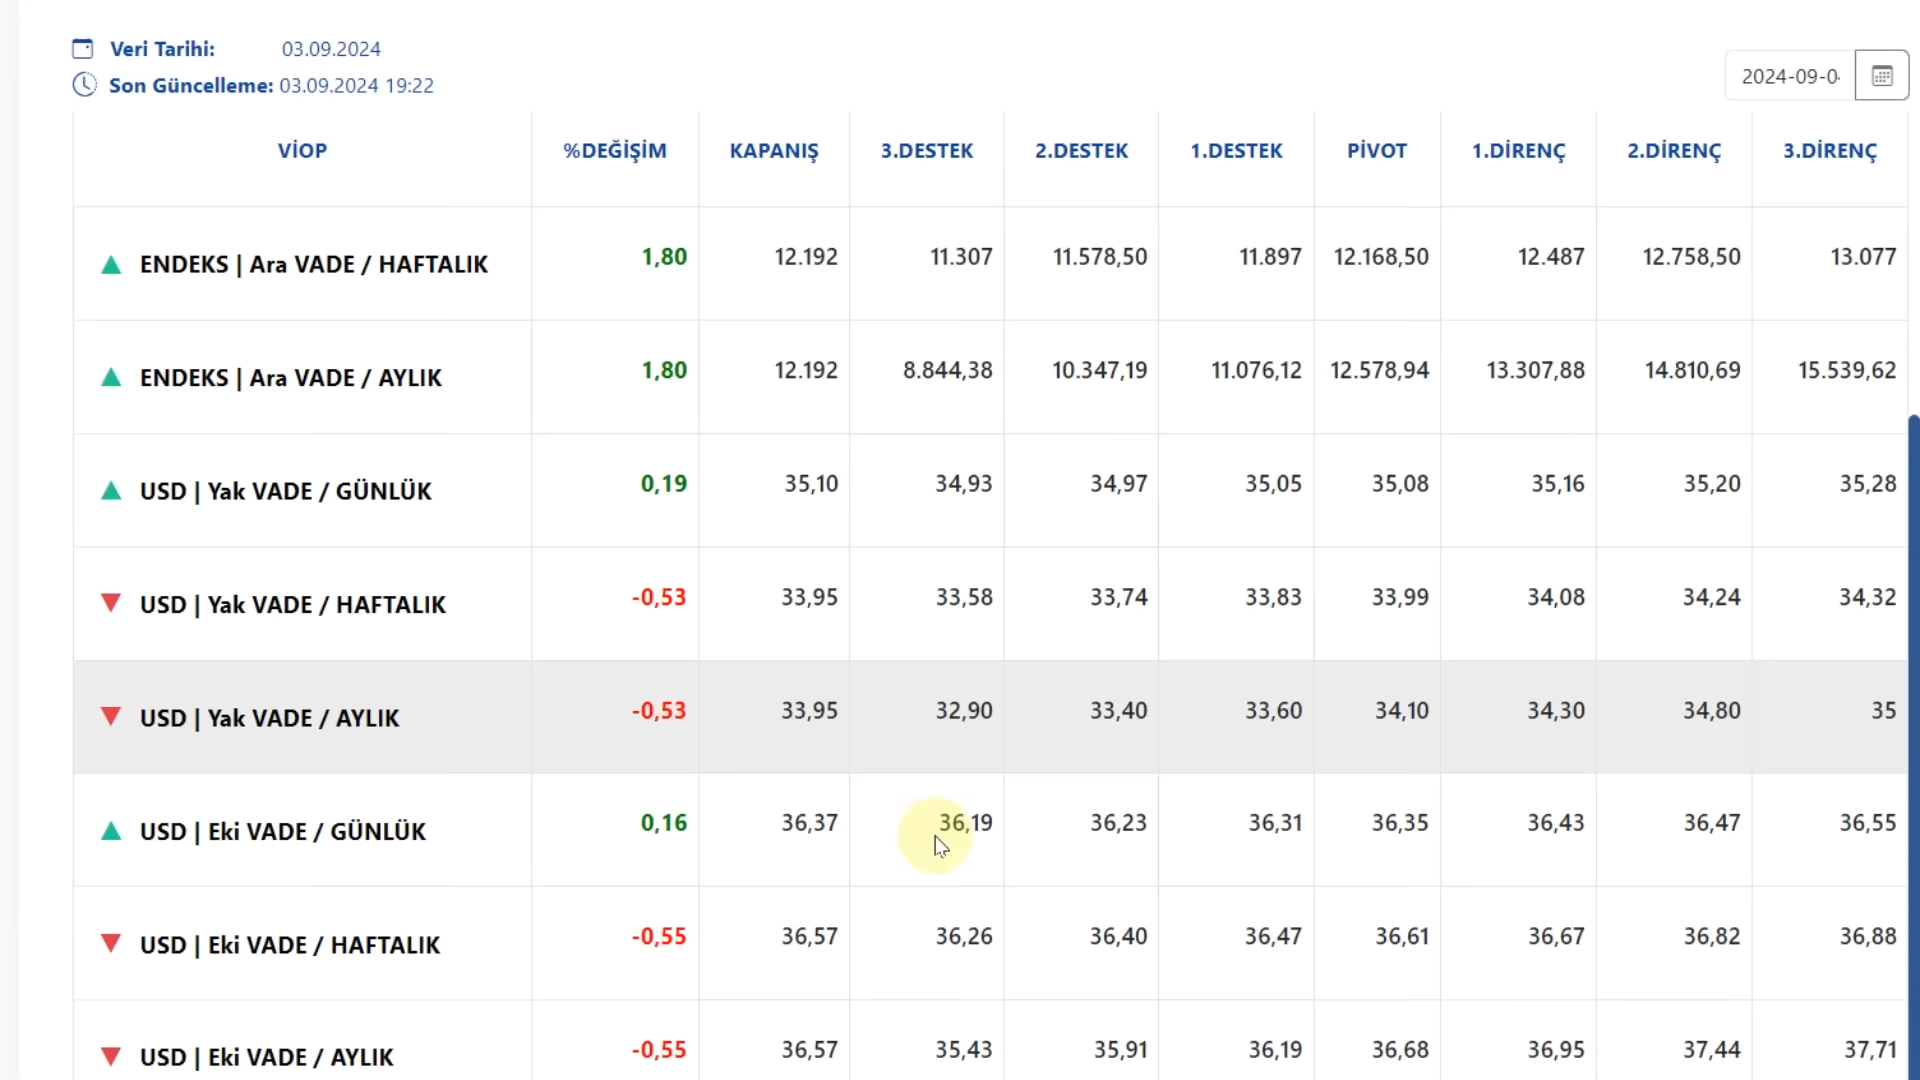 Veri Tarihi: 03.09.2024
Son Güncelleme: 03.09.2024 19:22
2024-09-0
VİOP %DEĞİŞİM KAPANIŞ 3.DESTEK 2.DESTEK 1.DESTEK PİVOT 1.DİRENÇ 2.DİRENÇ 3.DİRENÇ
ENDEKS | Ara VADE / HAFTALIK 1,80 12.192 11.307 11.578,50 11.897 12.168,50 12.487 12.758,50 13.077
ENDEKS | Ara VADE / AYLIK 1,80 12.192 8.844,38 10.347,19 11.076,12 12.578,94 13.307,88 14.810,69 15.539,62
USD | Yak VADE / GÜNLÜK 0,19 35,10 34,93 34,97 35,05 35,08 35,16 35,20 35,28
USD | Yak VADE / HAFTALIK -0,53 33,95 33,58 33,74 33,83 33,99 34,08 34,24 34,32
USD | Yak VADE / AYLIK -0,53 33,95 32,90 33,40 33,60 34,10 34,30 34,80 35
USD | Eki VADE / GÜNLÜK 0,16 36,37 36,19 36,23 36,31 36,35 36,43 36,47 36,55
USD | Eki VADE / HAFTALIK -0,55 36,57 36,26 36,40 36,47 36,61 36,67 36,82 36,88
USD | Eki VADE / AYLIK -0,55 36,57 35,43 35,91 36,19 36,68 36,95 37,44 37,71